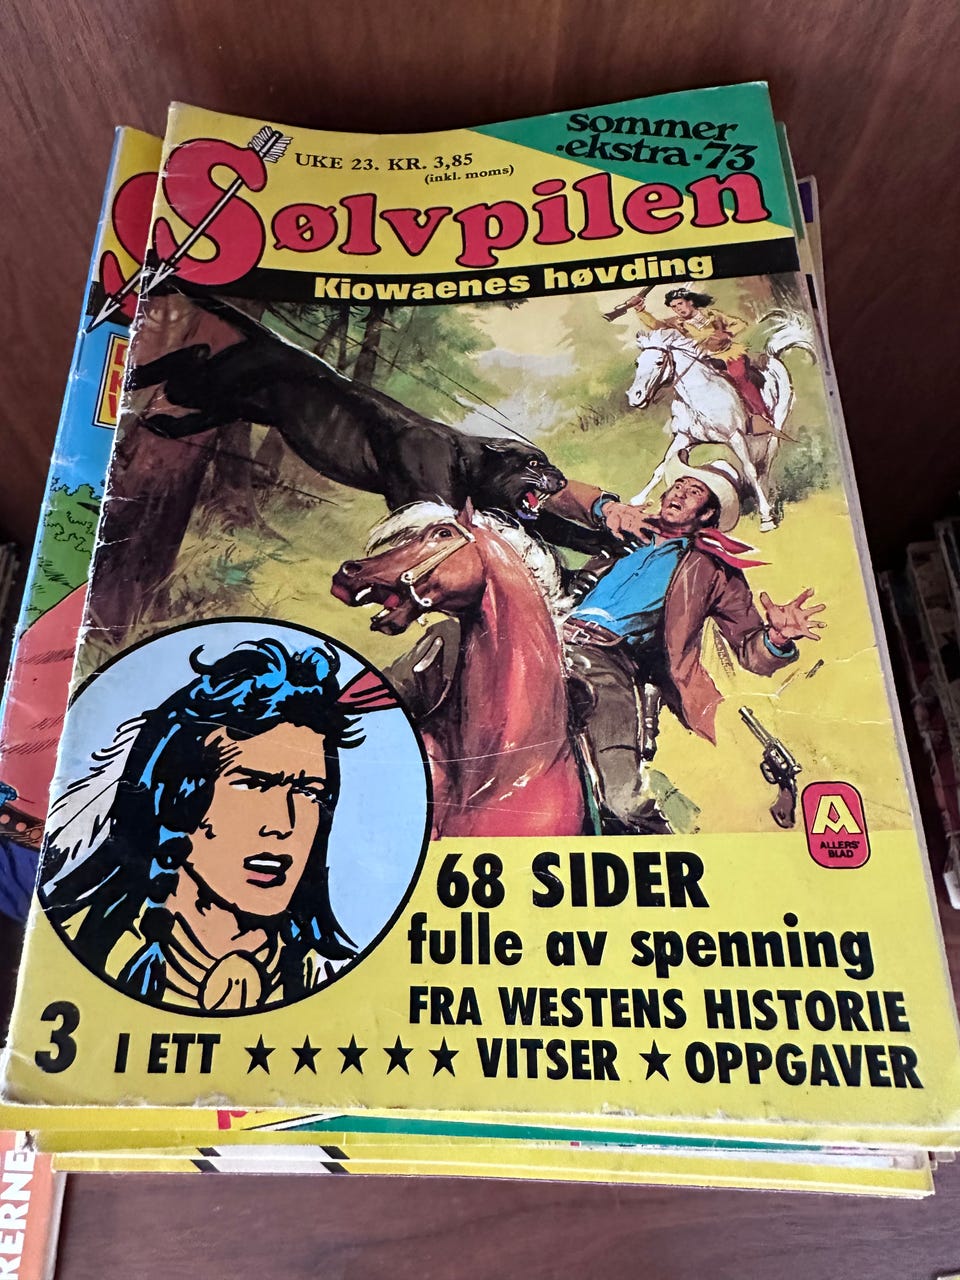 sommer
·ekstra·73
UKE 23. KR. 3,85
(inkl. moms)
Sølvpilen
Kiowaenes høvding
A
ALLERS'
BLAD
68 SIDER
fulle av spenning
FRA WESTENS HISTORIE
3 I ETT ★★★★★ VITSER ★ OPPGAVER
KERNE